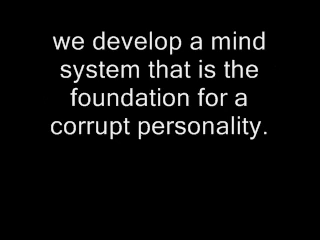 we develop a mind
system that is the
foundation for a
corrupt personality.